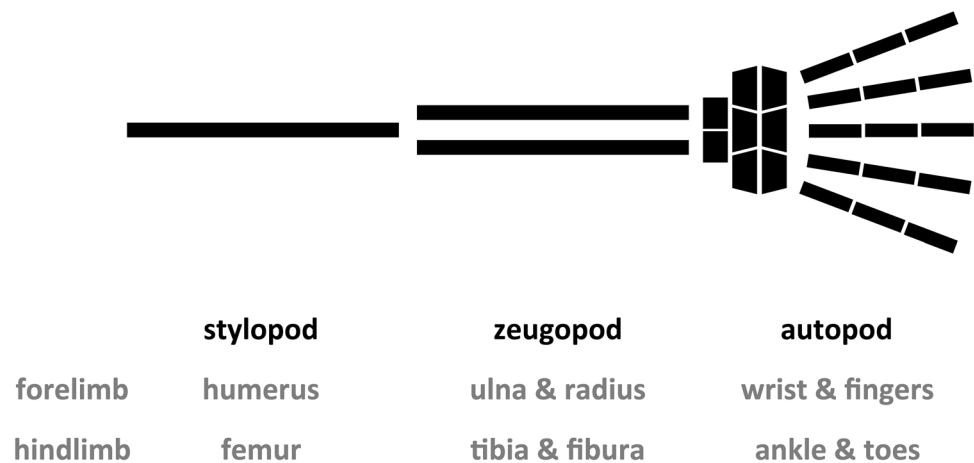 stylopod zeugopod autopod
forelimb humerus ulna & radius wrist & fingers
hindlimb femur tibia & fibura ankle & toes